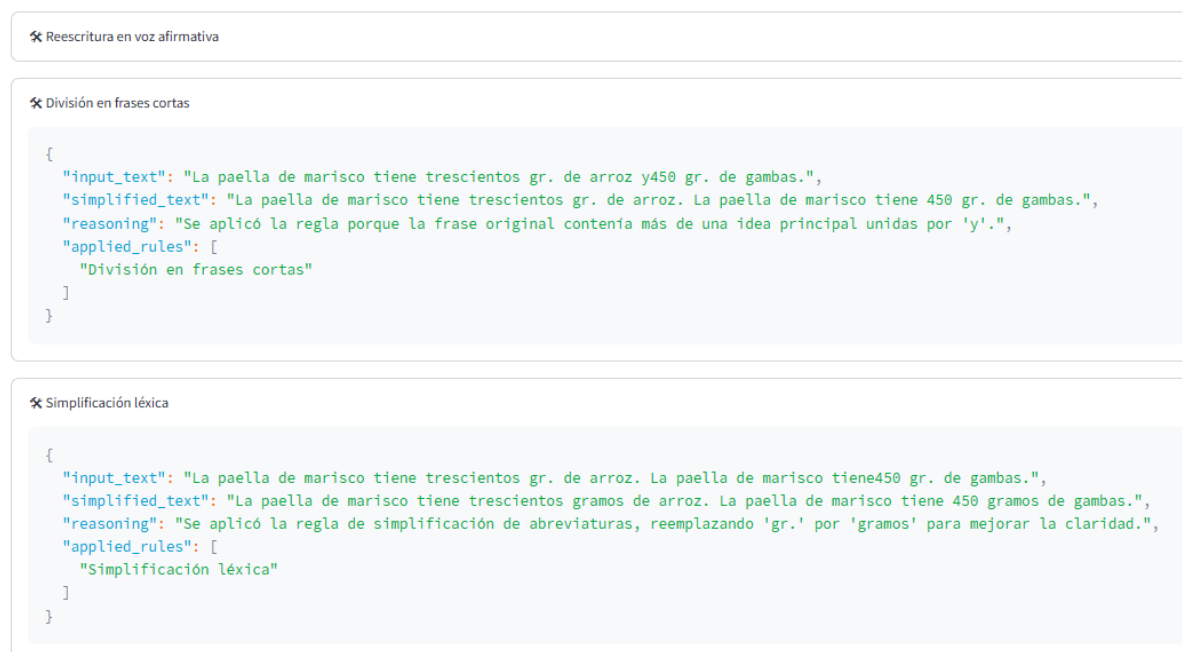 🛠 Reescritura en voz afirmativa
🛠 División en frases cortas
{
"input_text": "La paella de marisco tiene trescientos gr. de arroz y450 gr. de gambas.",
"simplified_text": "La paella de marisco tiene trescientos gr. de arroz. La paella de marisco tiene 450 gr. de gambas.",
"reasoning": "Se aplicó la regla porque la frase original contenía más de una idea principal unidas por 'y'.",
"applied_rules": [
"División en frases cortas"
]
}
🛠 Simplificación léxica
{
"input_text": "La paella de marisco tiene trescientos gr. de arroz. La paella de marisco tiene450 gr. de gambas.",
"simplified_text": "La paella de marisco tiene trescientos gramos de arroz. La paella de marisco tiene 450 gramos de gambas.",
"reasoning": "Se aplicó la regla de simplificación de abreviaturas, reemplazando 'gr.' por 'gramos' para mejorar la claridad.",
"applied_rules": [
"Simplificación léxica"
]
}